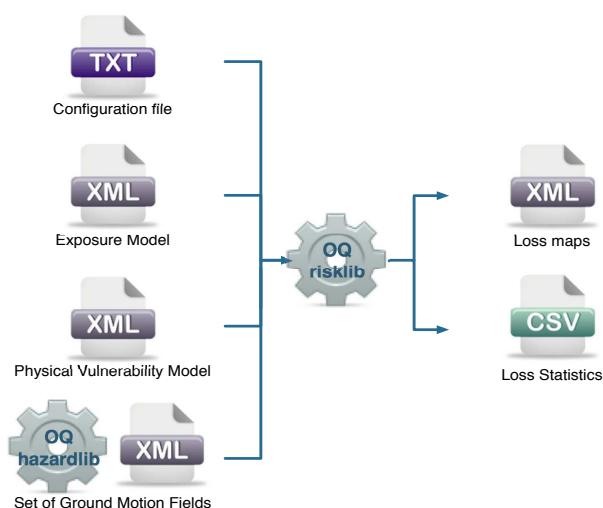 TXT
Configuration file
XML
Exposure Model
XML
Physical Vulnerability Model
OQ
hazardlib
XML
Set of Ground Motion Fields
OQ
risklib
XML
Loss maps
CSV
Loss Statistics